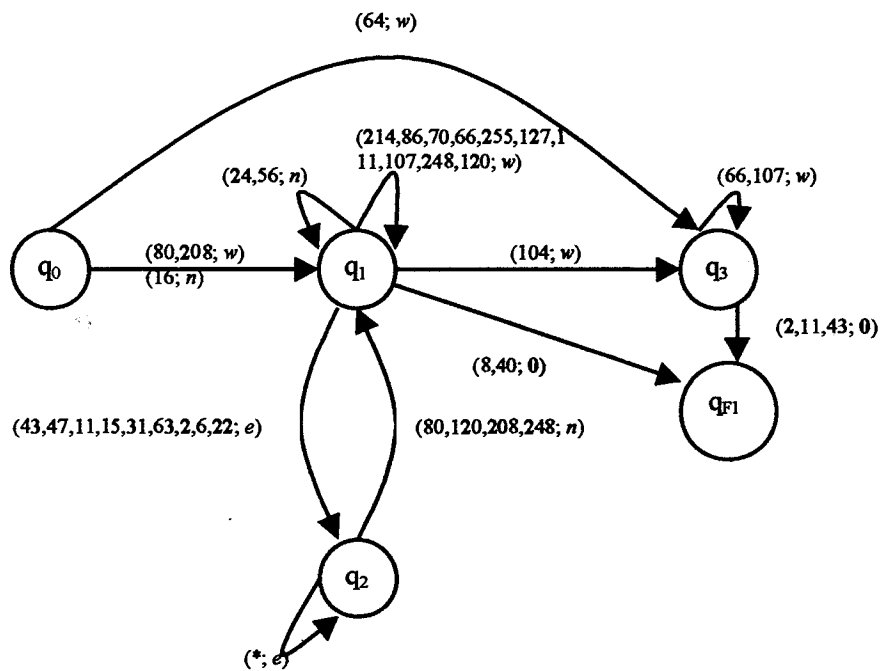 (64; w)
(214,86,70,66,255,127,1
11,107,248,120; w)
(24,56; n)
(66,107; w)
q0
(80,208; w)
(16; n)
q1
(104; w)
q3
(2,11,43; 0)
(8,40; 0)
qF1
(43,47,11,15,31,63,2,6,22; e)
(80,120,208,248; n)
q2
(*; e)